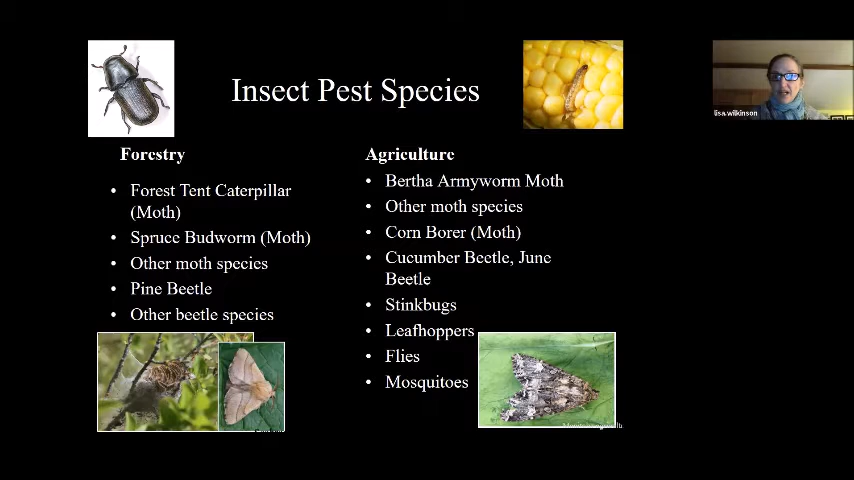 Insect Pest Species
lisa.wilkinson
Forestry
• Forest Tent Caterpillar
(Moth)
• Spruce Budworm (Moth)
• Other moth species
• Pine Beetle
• Other beetle species
Agriculture
• Bertha Armyworm Moth
• Other moth species
• Corn Borer (Moth)
• Cucumber Beetle, June
Beetle
• Stinkbugs
• Leafhoppers
• Flies
• Mosquitoes